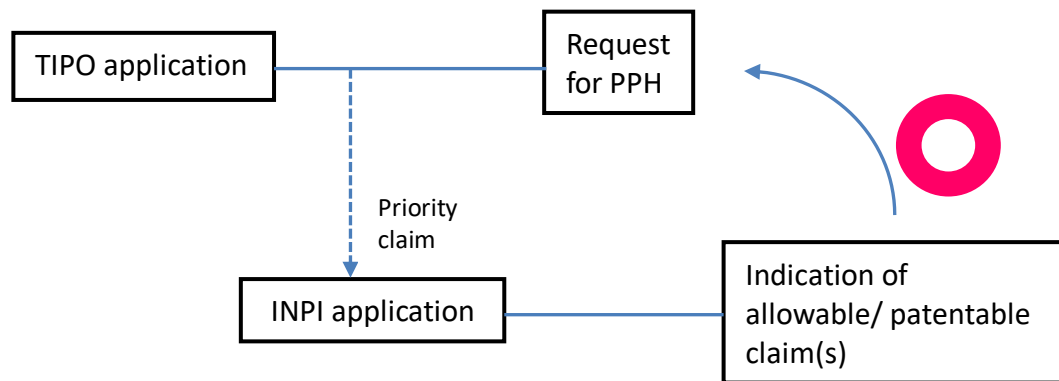 TIPO application
Request
for PPH
Priority
claim
INPI application
Indication of
allowable/ patentable
claim(s)